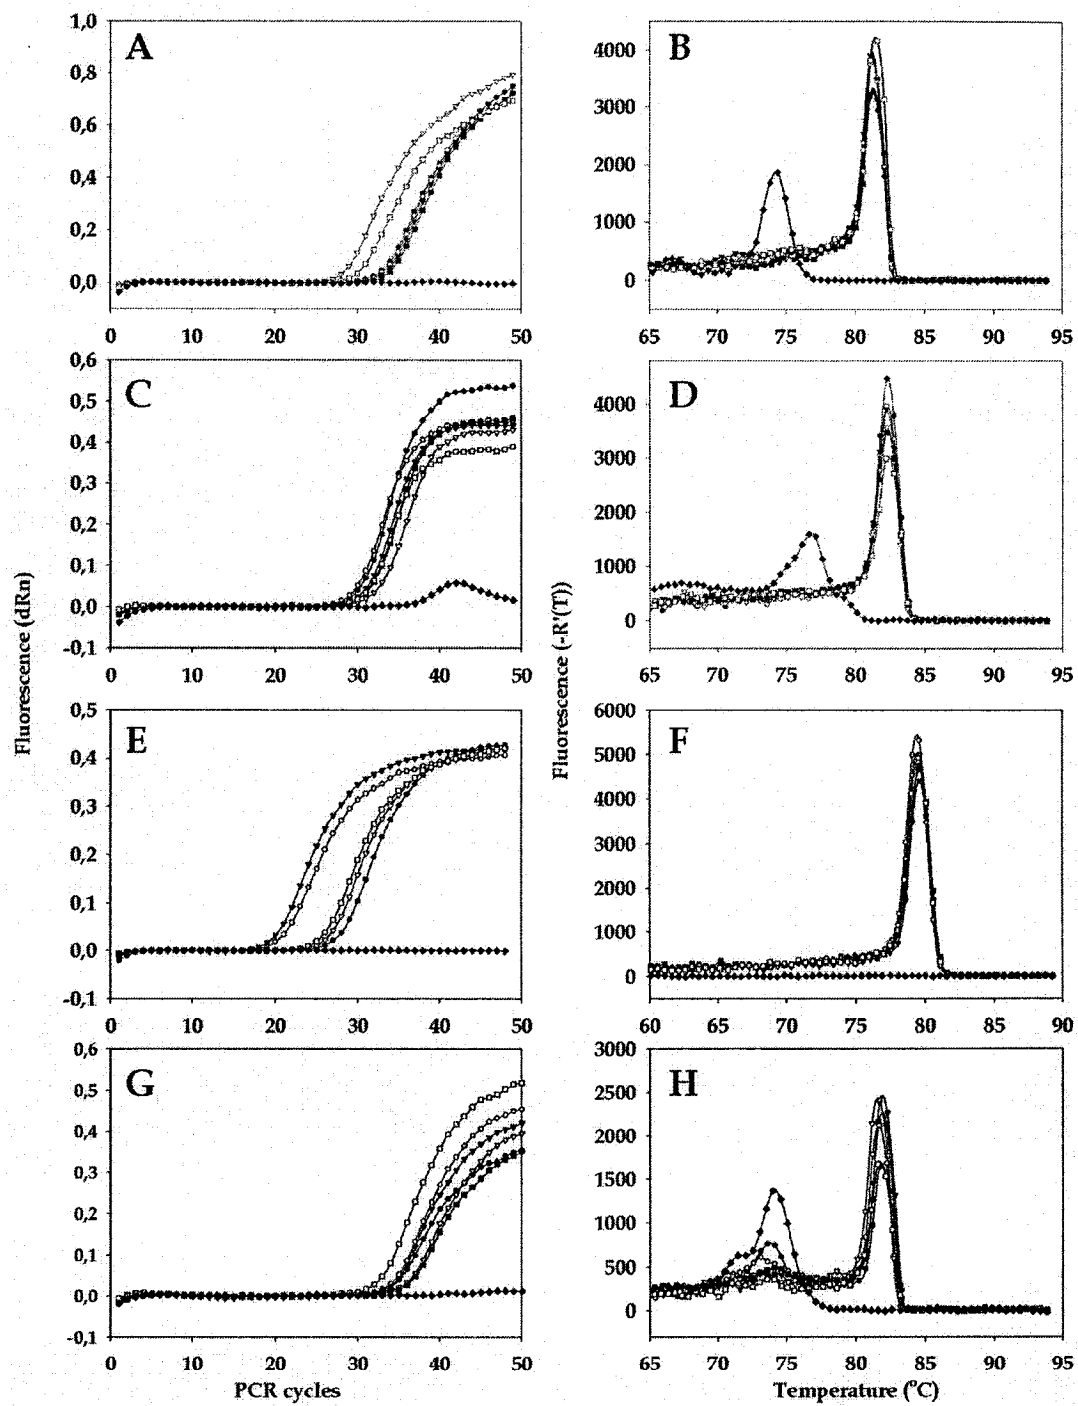 A
1,0
0,8
0,6
0,4
0,2
0,0
0 10 20 30 40 50
B
4000
3000
2000
1000
0
65 70 75 80 85 90 95
C
0,6
0,5
0,4
0,3
0,2
0,1
0,0
-0,1
0 10 20 30 40 50
D
4000
3000
2000
1000
0
65 70 75 80 85 90 95
Fluorescence (dRn)
Fluorescence (-R'(T))
E
0,5
0,4
0,3
0,2
0,1
0,0
-0,1
0 10 20 30 40 50
F
6000
5000
4000
3000
2000
1000
0
60 65 70 75 80 85 90
G
0,6
0,5
0,4
0,3
0,2
0,1
0,0
-0,1
0 10 20 30 40 50
PCR cycles
H
3000
2500
2000
1500
1000
500
0
65 70 75 80 85 90 95
Temperature (°C)